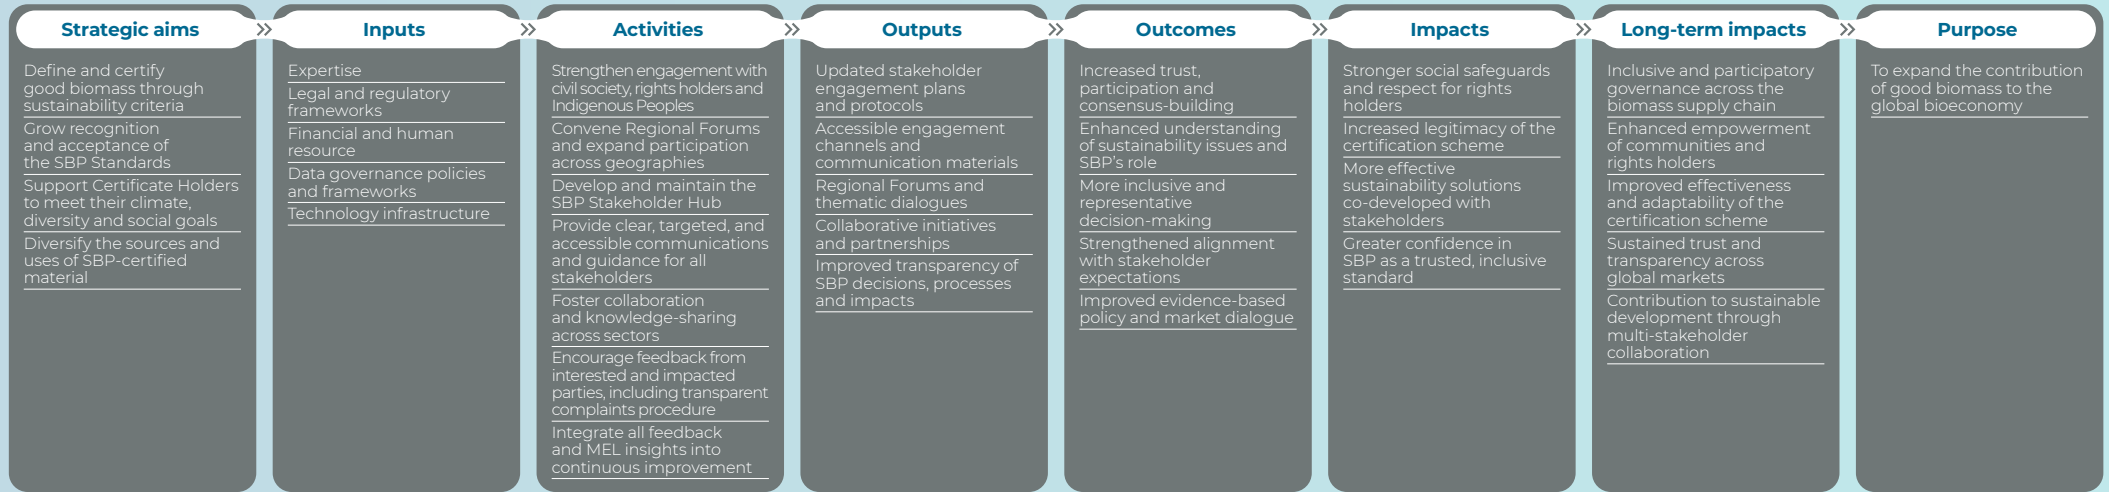 Strategic aims
Define and certify
good biomass through
sustainability criteria
Grow recognition
and acceptance of
the SBP Standards
Support Certificate Holders
to meet their climate,
diversity and social goals
Diversify the sources and
uses of SBP-certified
material
Inputs
Expertise
Legal and regulatory
frameworks
Financial and human
resource
Data governance policies
and frameworks
Technology infrastructure
Activities
Strengthen engagement with
civil society, rights holders and
Indigenous Peoples
Convene Regional Forums
and expand participation
across geographies
Develop and maintain the
SBP Stakeholder Hub
Provide clear, targeted, and
accessible communications
and guidance for all
stakeholders
Foster collaboration
and knowledge-sharing
across sectors
Encourage feedback from
interested and impacted
parties, including transparent
complaints procedure
Integrate all feedback
and MEL insights into
continuous improvement
Outputs
Updated stakeholder
engagement plans
and protocols
Accessible engagement
channels and
communication materials
Regional Forums and
thematic dialogues
Collaborative initiatives
and partnerships
Improved transparency of
SBP decisions, processes
and impacts
Outcomes
Increased trust,
participation and
consensus-building
Enhanced understanding
of sustainability issues and
SBP's role
More inclusive and
representative
decision-making
Strengthened alignment
with stakeholder
expectations
Improved evidence-based
policy and market dialogue
Impacts
Stronger social safeguards
and respect for rights
holders
Increased legitimacy of the
certification scheme
More effective
sustainability solutions
co-developed with
stakeholders
Greater confidence in
SBP as a trusted, inclusive
standard
Long-term impacts
Inclusive and participatory
governance across the
biomass supply chain
Enhanced empowerment
of communities and
rights holders
Improved effectiveness
and adaptability of the
certification scheme
Sustained trust and
transparency across
global markets
Contribution to sustainable
development through
multi-stakeholder
collaboration
Purpose
To expand the contribution
of good biomass to the
global bioeconomy